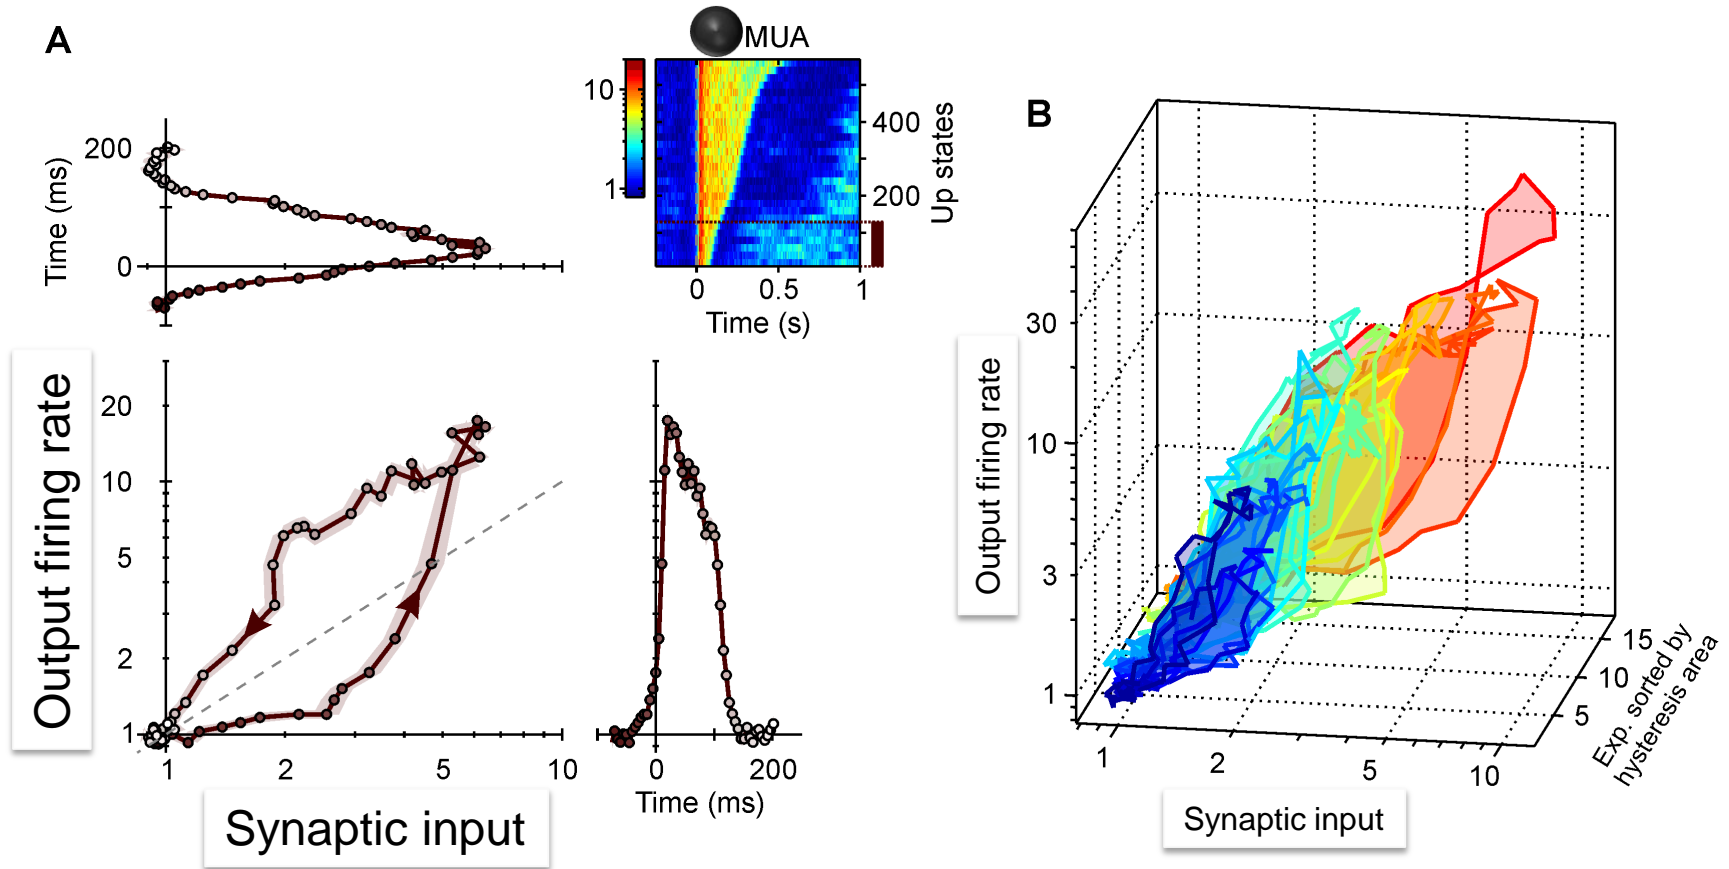 A
MUA
Time (ms)
200
0
10
1
400
200
Up states
0
0.5
1
Time (s)
Output firing rate
20
10
5
2
1
1
2
5
10
Synaptic input
0
200
Time (ms)
B
Output firing rate
30
10
3
1
1
2
5
10
Synaptic input
15
10
5
Exp. sorted by
hysteresis area